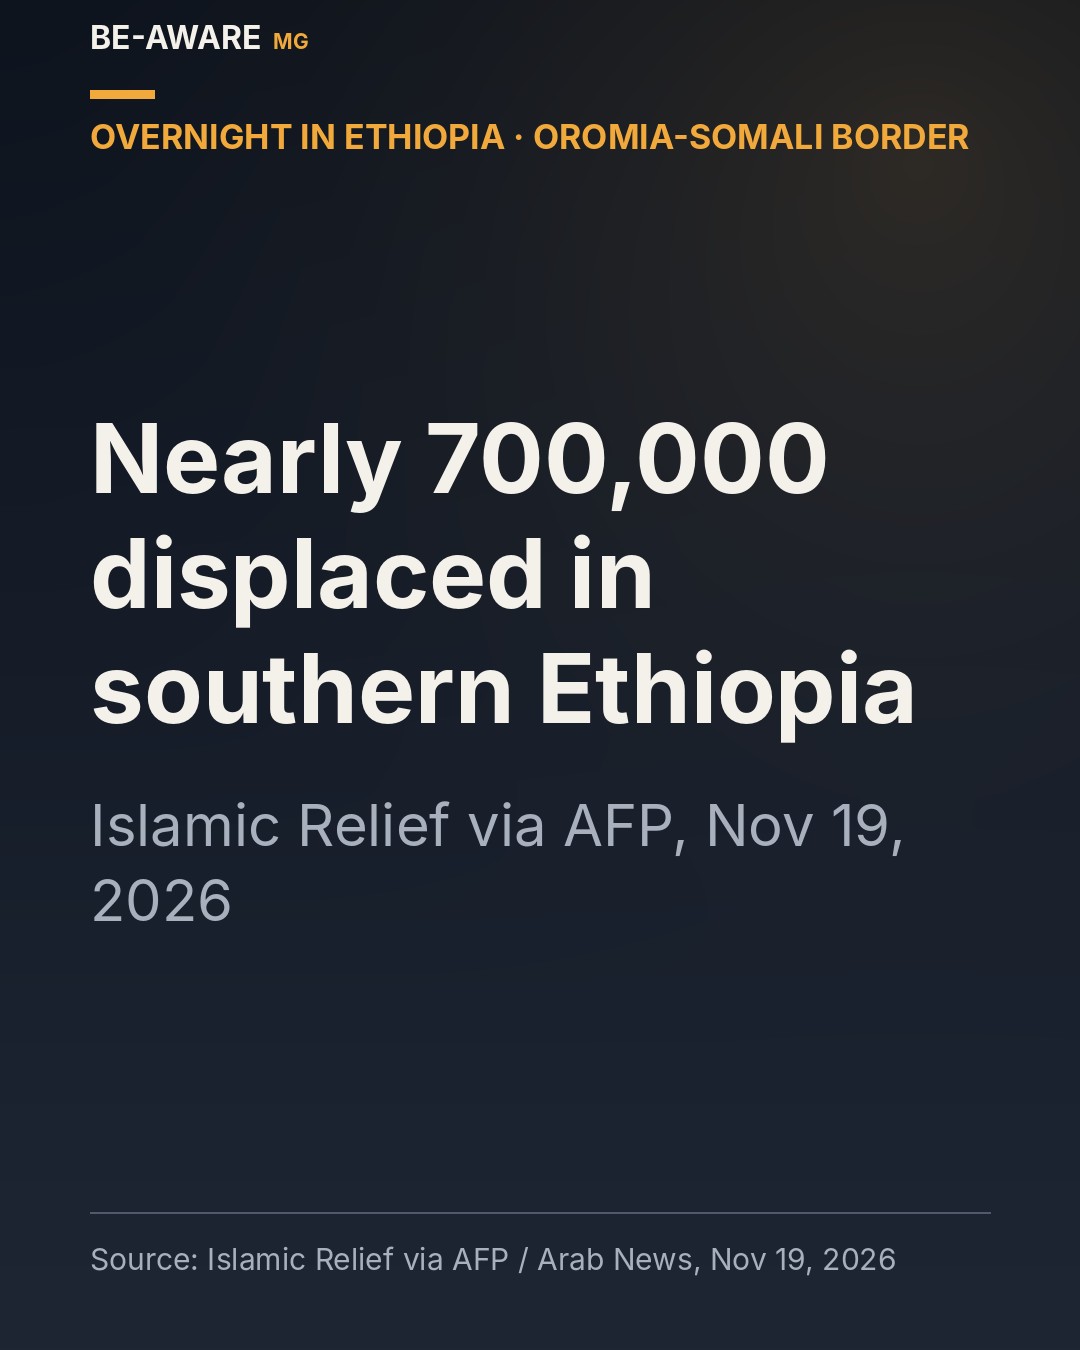 BE-AWARE MG
OVERNIGHT IN ETHIOPIA · OROMIA-SOMALI BORDER
Nearly 700,000
displaced in
southern Ethiopia
Islamic Relief via AFP, Nov 19,
2026
Source: Islamic Relief via AFP / Arab News, Nov 19, 2026